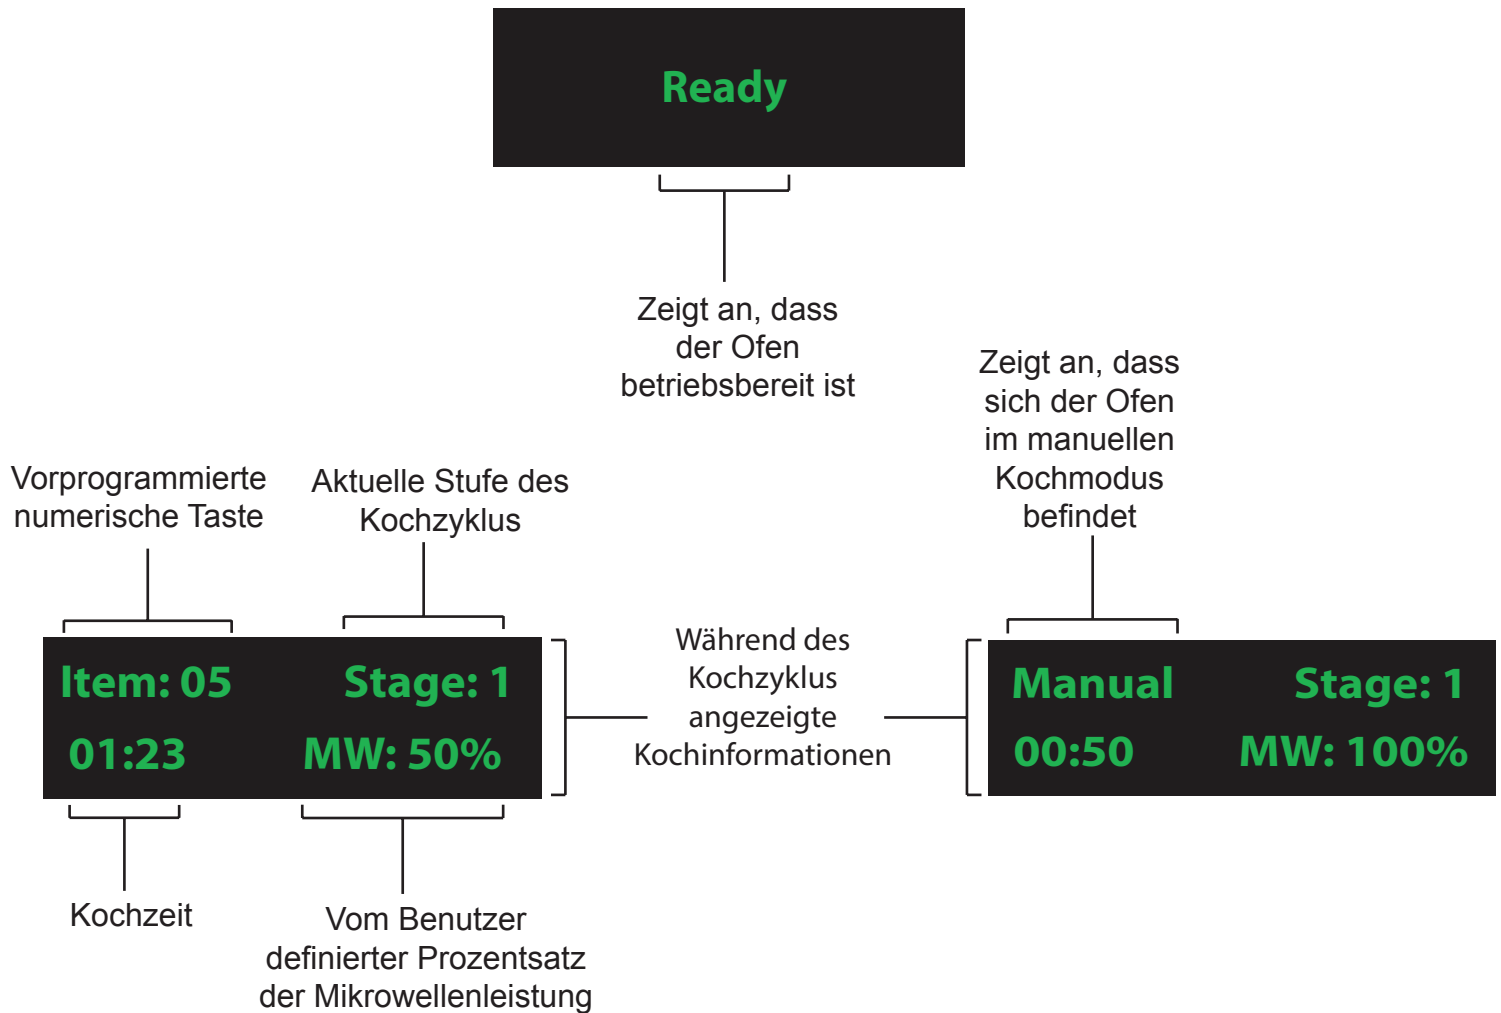 Ready
Zeigt an, dass
der Ofen
betriebsbereit ist
Zeigt an, dass
sich der Ofen
im manuellen
Kochmodus
befindet
Vorprogrammierte
numerische Taste
Aktuelle Stufe des
Kochzyklus
Item: 05 Stage: 1
01:23 MW: 50%
Während des
Kochzyklus
angezeigte
Kochinformationen
Manual Stage: 1
00:50 MW: 100%
Kochzeit
Vom Benutzer
definierter Prozentsatz
der Mikrowellenleistung